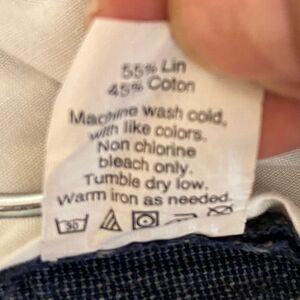 55% Lin
45% Coton
Machine wash cold,
with like colors.
Non chlorine
bleach only.
Tumble dry low.
Warm iron as needed.
30